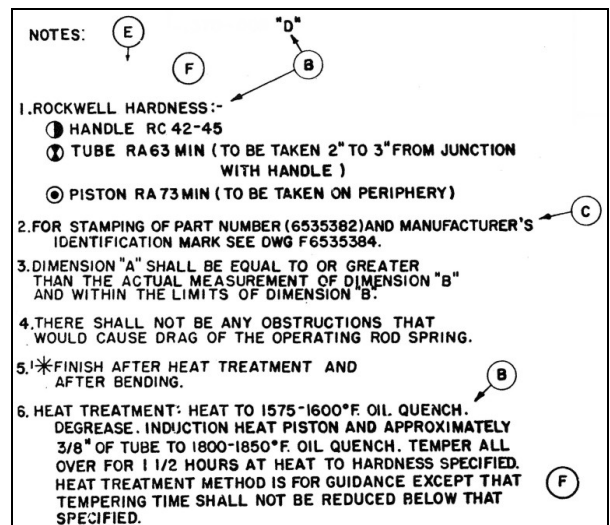 NOTES: E "D"
F B
1.ROCKWELL HARDNESS:-
HANDLE RC 42-45
TUBE RA63 MIN (TO BE TAKEN 2" TO 3" FROM JUNCTION
WITH HANDLE )
PISTON RA73MIN (TO BE TAKEN ON PERIPHERY)
C
2.FOR STAMPING OF PART NUMBER (6535382)AND MANUFACTURER'S
IDENTIFICATION MARK SEE DWG F6535384.
3.DIMENSION "A" SHALL BE EQUAL TO OR GREATER
THAN THE ACTUAL MEASUREMENT OF DIMENSION "B"
AND WITHIN THE LIMITS OF DIMENSION "B".
4.THERE SHALL NOT BE ANY OBSTRUCTIONS THAT
WOULD CAUSE DRAG OF THE OPERATING ROD SPRING.
5.'✳FINISH AFTER HEAT TREATMENT AND
AFTER BENDING.
B
6. HEAT TREATMENT: HEAT TO 1575-1600°F. OIL QUENCH.
DEGREASE. INDUCTION HEAT PISTON AND APPROXIMATELY
3/8" OF TUBE TO 1800-1850°F. OIL QUENCH. TEMPER ALL
OVER FOR 1 1/2 HOURS AT HEAT TO HARDNESS SPECIFIED.
HEAT TREATMENT METHOD IS FOR GUIDANCE EXCEPT THAT F
TEMPERING TIME SHALL NOT BE REDUCED BELOW THAT
SPECIFIED.